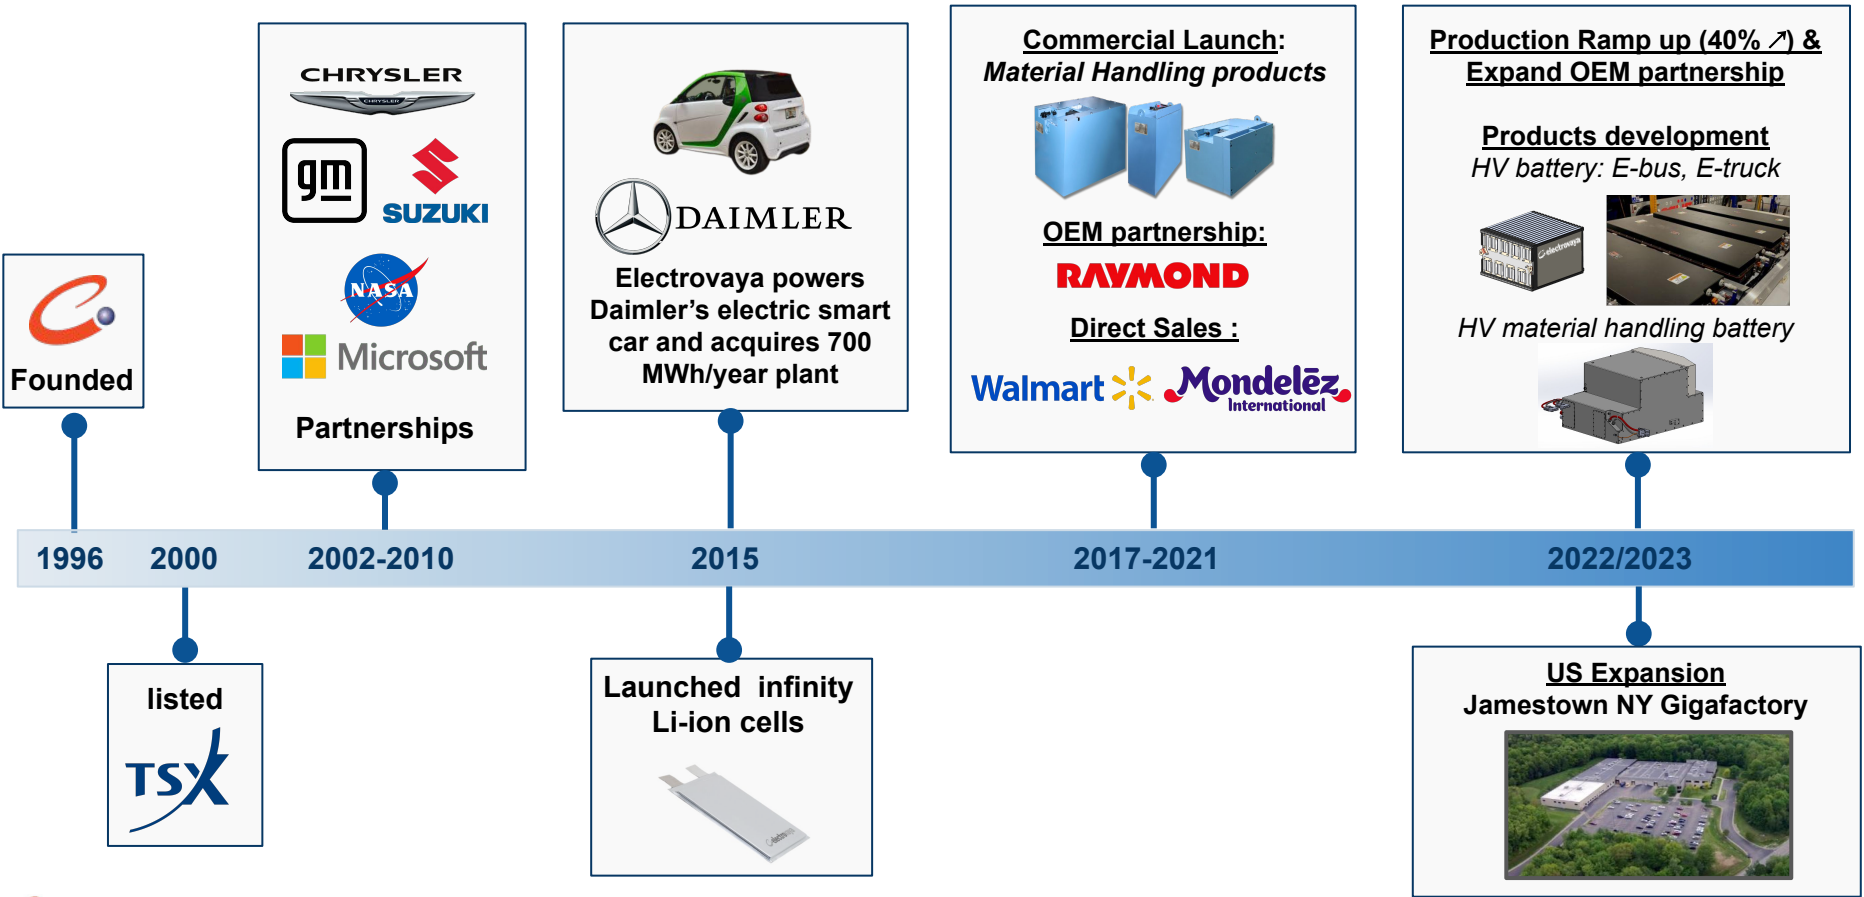 CHRYSLER
CHRYSLER
gm
SUZUKI
NASA
Microsoft
Partnerships
DAIMLER
Electrovaya powers
Daimler’s electric smart
car and acquires 700
MWh/year plant
Commercial Launch:
Material Handling products
OEM partnership:
RAYMOND
Direct Sales :
Walmart
Mondelēz
International
Production Ramp up (40% ↗) &
Expand OEM partnership
Products development
HV battery: E-bus, E-truck
electrovaya
HV material handling battery
Founded
1996
2000
2002-2010
2015
2017-2021
2022/2023
listed
TSX
Launched infinity
Li-ion cells
electrovaya
US Expansion
Jamestown NY Gigafactory